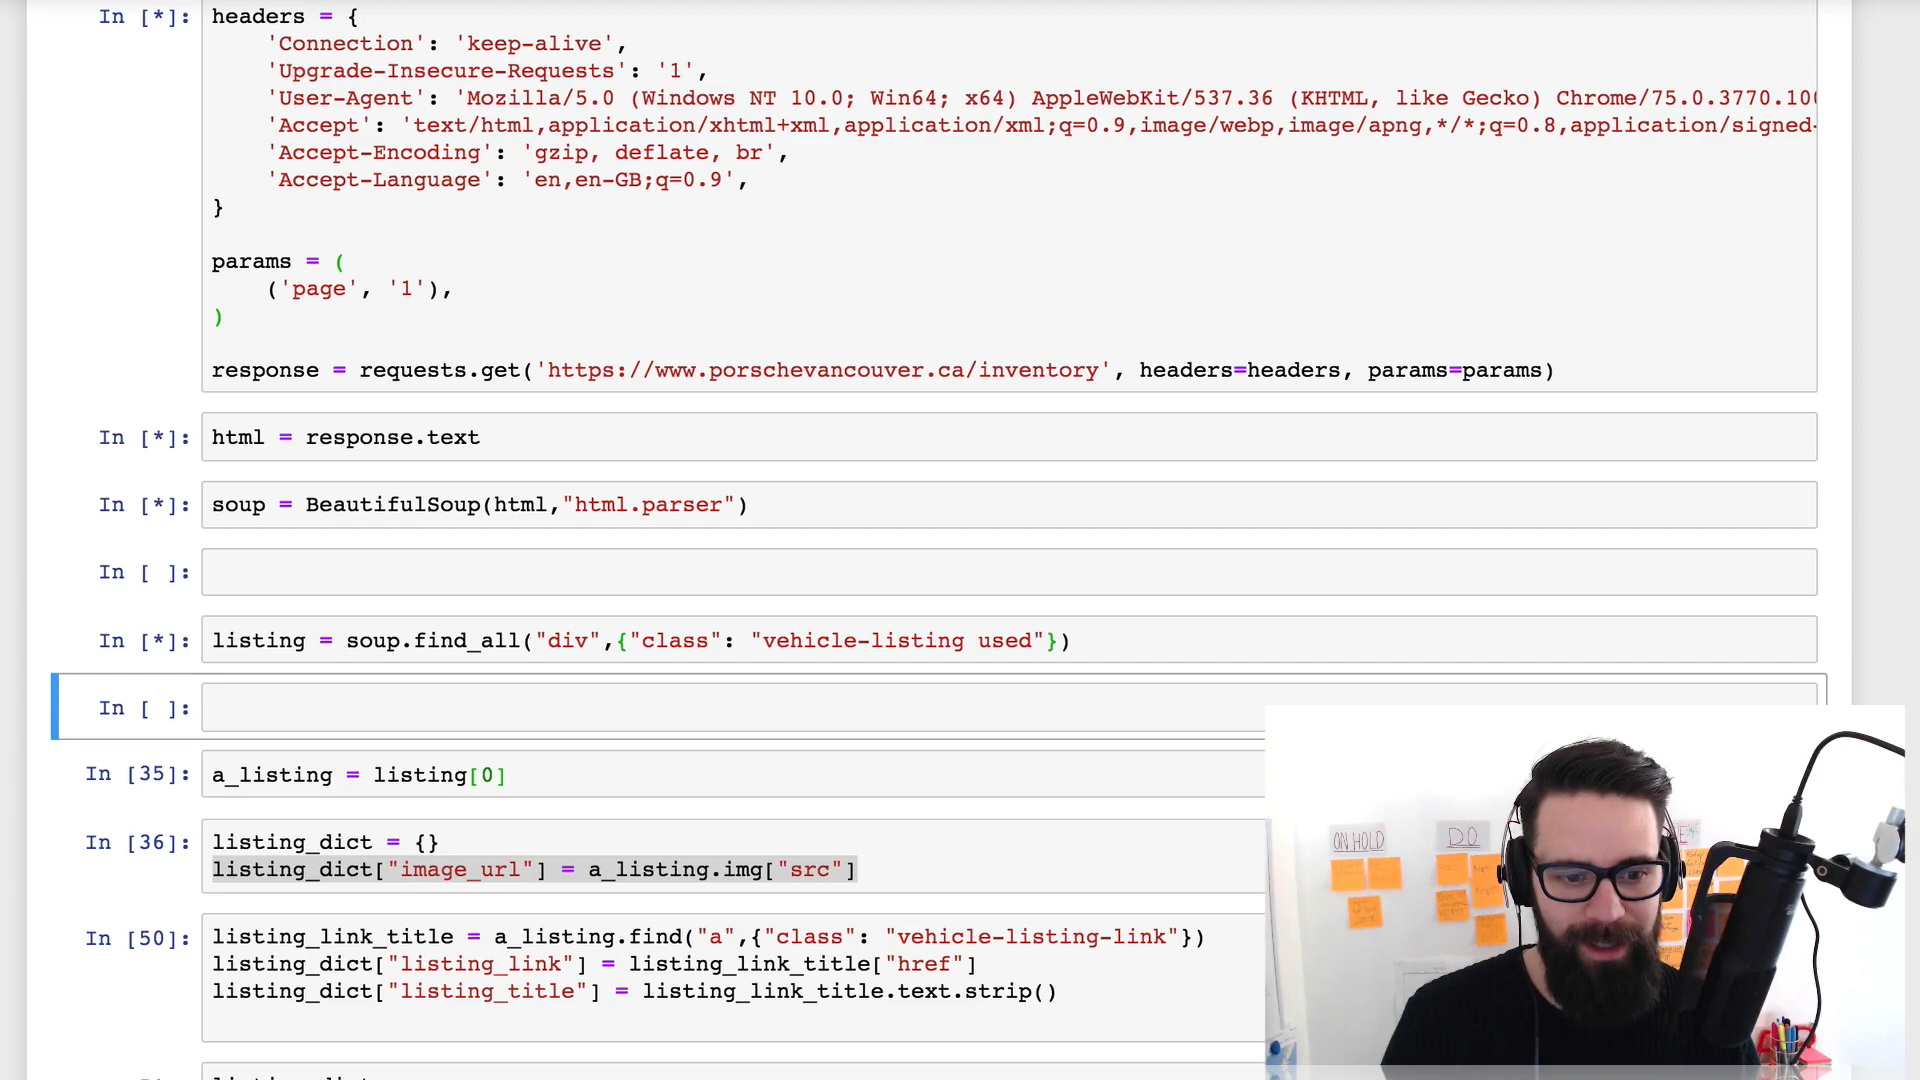 In [*]: headers = {
'Connection': 'keep-alive',
'Upgrade-Insecure-Requests': '1',
'User-Agent': 'Mozilla/5.0 (Windows NT 10.0; Win64; x64) AppleWebKit/537.36 (KHTML, like Gecko) Chrome/75.0.3770.100
'Accept': 'text/html,application/xhtml+xml,application/xml;q=0.9,image/webp,image/apng,*/*;q=0.8,application/signed-
'Accept-Encoding': 'gzip, deflate, br',
'Accept-Language': 'en,en-GB;q=0.9',
}
params = (
('page', '1'),
)
response = requests.get('https://www.porschevancouver.ca/inventory', headers=headers, params=params)
In [*]: html = response.text
In [*]: soup = BeautifulSoup(html,"html.parser")
In [ ]:
In [*]: listing = soup.find_all("div",{"class": "vehicle-listing used"})
In [ ]:
In [35]: a_listing = listing[0]
In [36]: listing_dict = {}
listing_dict["image_url"] = a_listing.img["src"]
In [50]: listing_link_title = a_listing.find("a",{"class": "vehicle-listing-link"})
listing_dict["listing_link"] = listing_link_title["href"]
listing_dict["listing_title"] = listing_link_title.text.strip()
ON HOLD
DO